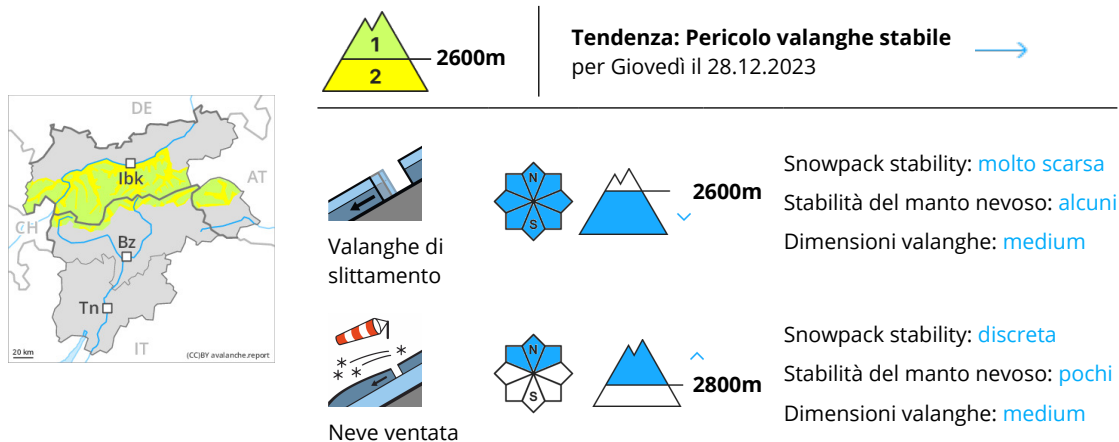 1
2
2600m
Tendenza: Pericolo valanghe stabile
per Giovedì il 28.12.2023
DE
Ibk
AT
CH
Bz
Tn
IT
20 km
(CC)BY avalanche.report
Valanghe di
slittamento
N
S
2600m
Snowpack stability: molto scarsa
Stabilità del manto nevoso: alcuni
Dimensioni valanghe: medium
Neve ventata
N
S
2800m
Snowpack stability: discreta
Stabilità del manto nevoso: pochi
Dimensioni valanghe: medium